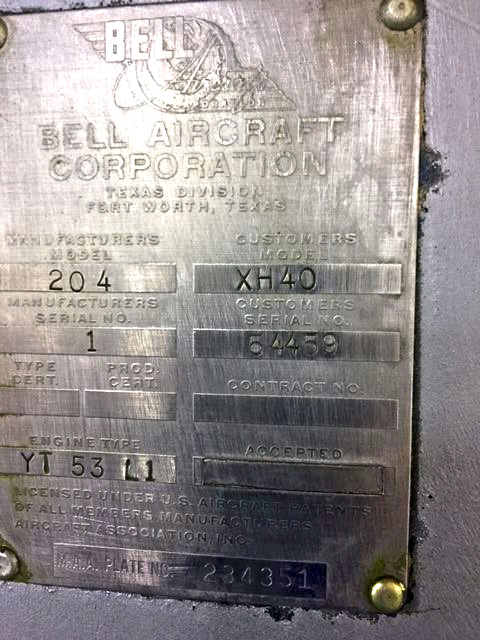 BELL
Aircraft
BELL AIRCRAFT
CORPORATION
TEXAS DIVISION
FORT WORTH, TEXAS
MANUFACTURERS MODEL
204
CUSTOMERS MODEL
XH40
MANUFACTURERS SERIAL NO.
1
CUSTOMERS SERIAL NO.
54459
TYPE CERT.
PROD. CERT.
CONTRACT NO.
ENGINE TYPE
YT 53 L1
ACCEPTED
LICENSED UNDER U.S. AIRCRAFT PATENTS
OF ALL MEMBERS MANUFACTURERS
AIRCRAFT ASSOCIATION, INC.
M.A.A. PLATE NO. 234351